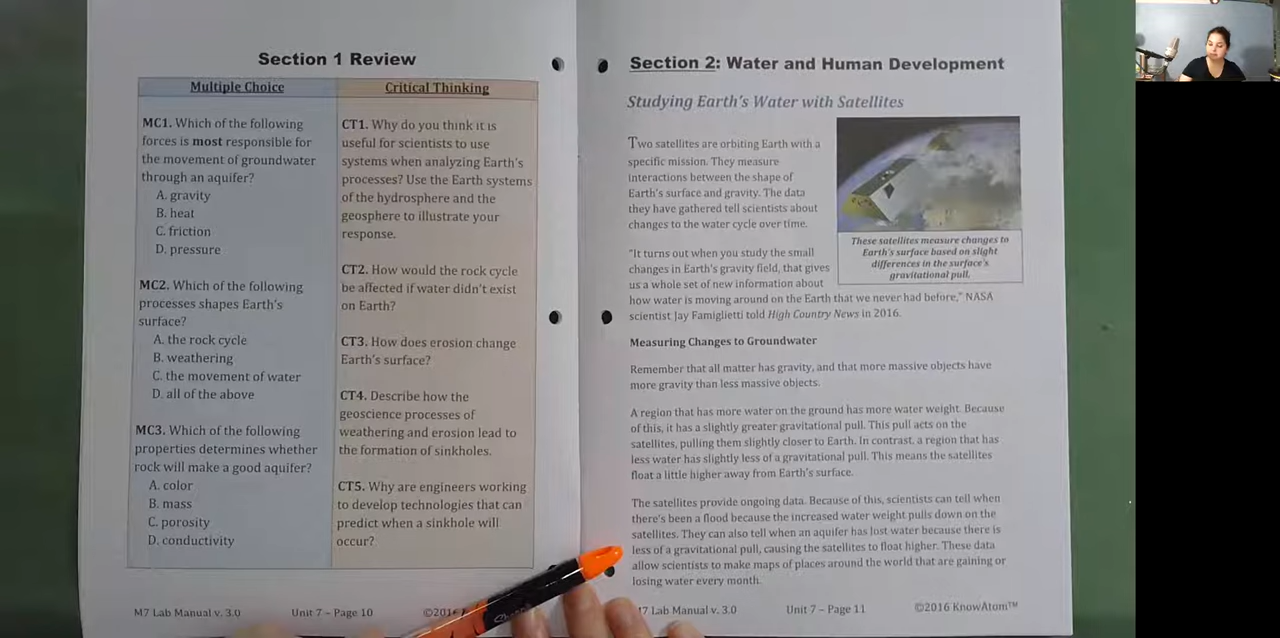 Section 1 Review
Multiple Choice
MC1. Which of the following
forces is most responsible for
the movement of groundwater
through an aquifer?
A. gravity
B. heat
C. friction
D. pressure
MC2. Which of the following
processes shapes Earth's
surface?
A. the rock cycle
B. weathering
C. the movement of water
D. all of the above
MC3. Which of the following
properties determines whether
rock will make a good aquifer?
A. color
B. mass
C. porosity
D. conductivity
Critical Thinking
CT1. Why do you think it is
useful for scientists to use
systems when analyzing Earth's
processes? Use the Earth systems
of the hydrosphere and the
geosphere to illustrate your
response.
CT2. How would the rock cycle
be affected if water didn't exist
on Earth?
CT3. How does erosion change
Earth's surface?
CT4. Describe how the
geoscience processes of
weathering and erosion lead to
the formation of sinkholes.
CT5. Why are engineers working
to develop technologies that can
predict when a sinkhole will
occur?
M7 Lab Manual v. 3.0 Unit 7 – Page 10 ©2016
Section 2: Water and Human Development
Studying Earth's Water with Satellites
Two satellites are orbiting Earth with a
specific mission. They measure
interactions between the shape of
Earth's surface and gravity. The data
they have gathered tell scientists about
changes to the water cycle over time.
"It turns out when you study the small
changes in Earth's gravity field, that gives
us a whole set of new information about
how water is moving around on the Earth that we never had before," NASA
scientist Jay Famiglietti told High Country News in 2016.
These satellites measure changes to
Earth's surface based on slight
differences in the surface's
gravitational pull.
Measuring Changes to Groundwater
Remember that all matter has gravity, and that more massive objects have
more gravity than less massive objects.
A region that has more water on the ground has more water weight. Because
of this, it has a slightly greater gravitational pull. This pull acts on the
satellites, pulling them slightly closer to Earth. In contrast, a region that has
less water has slightly less of a gravitational pull. This means the satellites
float a little higher away from Earth's surface.
The satellites provide ongoing data. Because of this, scientists can tell when
there's been a flood because the increased water weight pulls down on the
satellites. They can also tell when an aquifer has lost water because there is
less of a gravitational pull, causing the satellites to float higher. These data
allow scientists to make maps of places around the world that are gaining or
losing water every month.
7 Lab Manual v. 3.0 Unit 7 – Page 11 ©2016 KnowAtom™